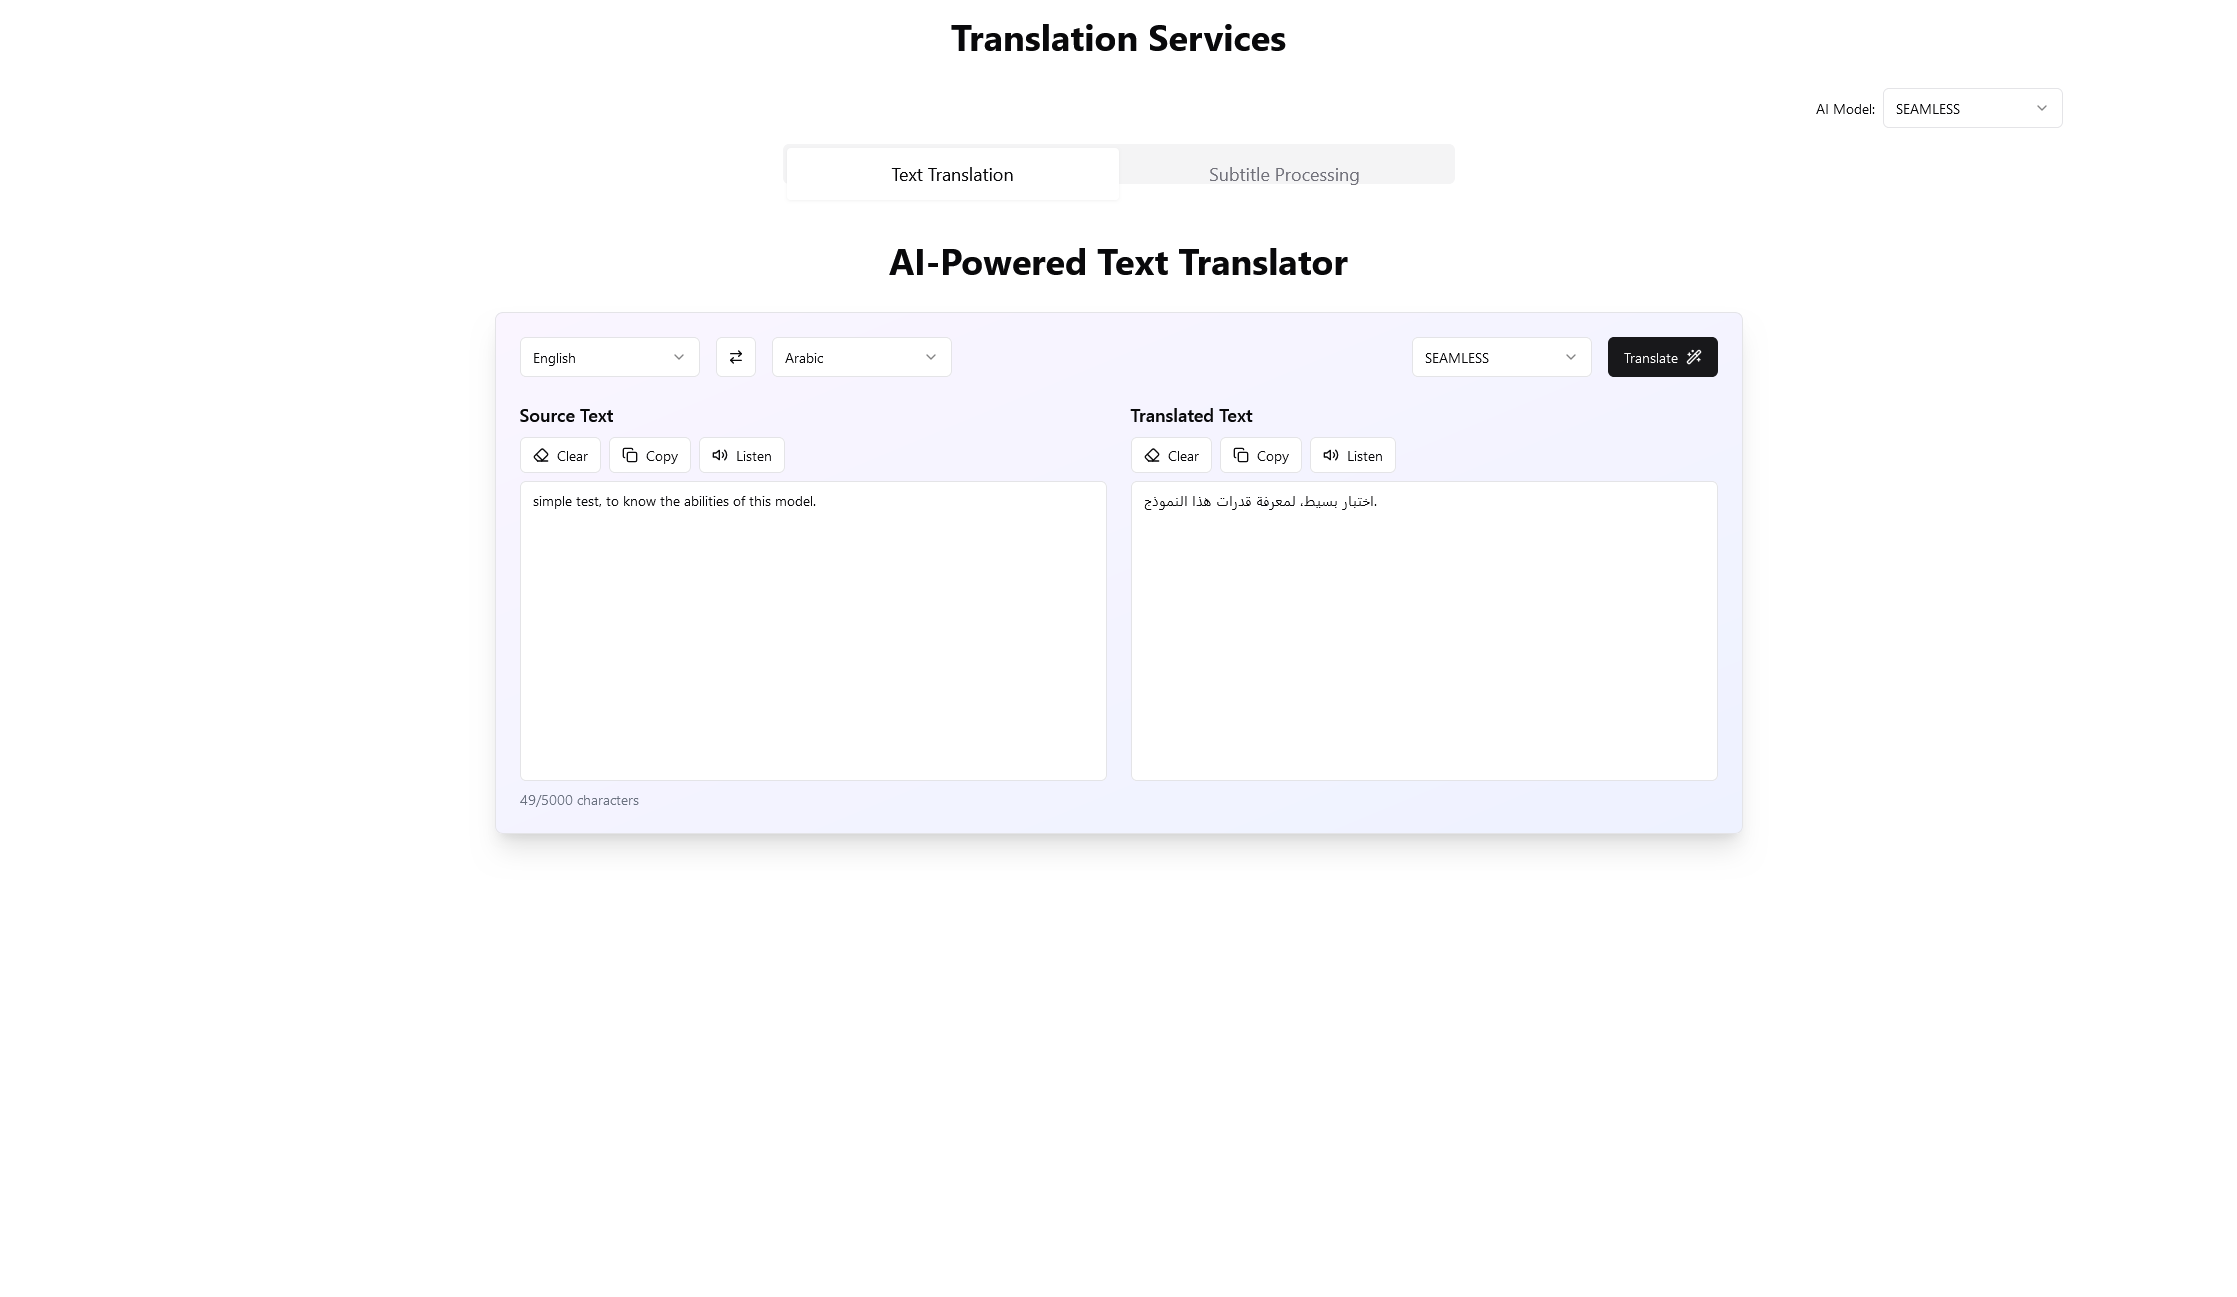 Translation Services
AI Model: SEAMLESS
Text Translation Subtitle Processing
AI-Powered Text Translator
English Arabic SEAMLESS Translate
Source Text Translated Text
Clear Copy Listen Clear Copy Listen
simple test, to know the abilities of this model.
اختبار بسيط، لمعرفة قدرات هذا النموذج.
49/5000 characters